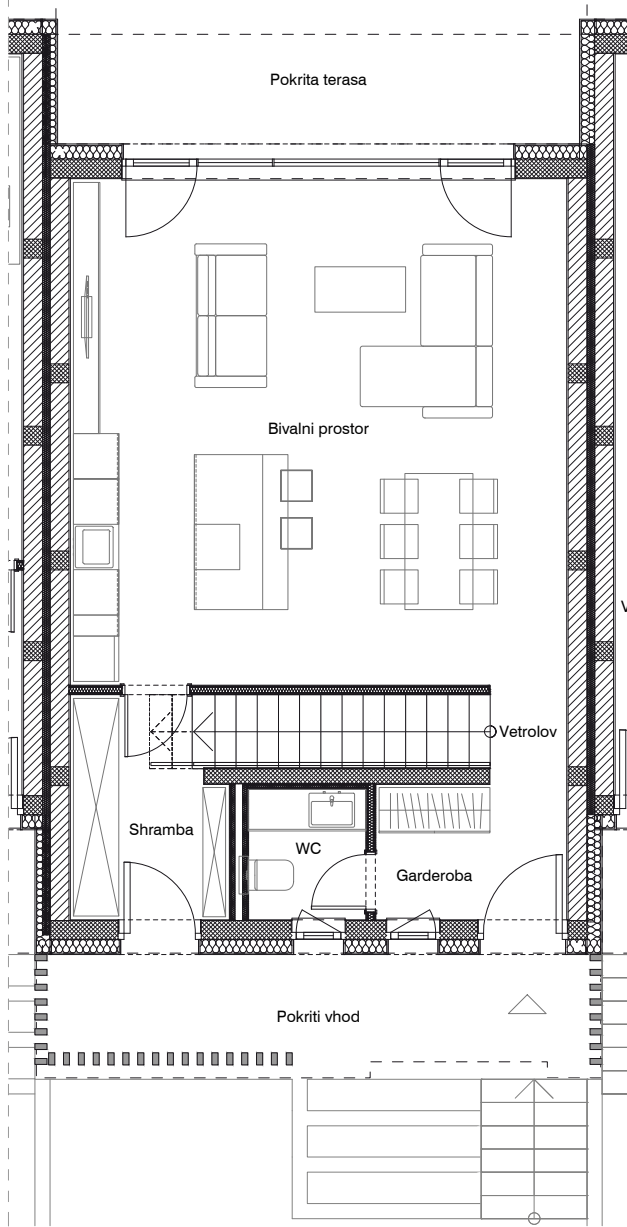 Pokrita terasa
Bivalni prostor
V
Vetrolov
Shramba
WC
Garderoba
Pokriti vhod